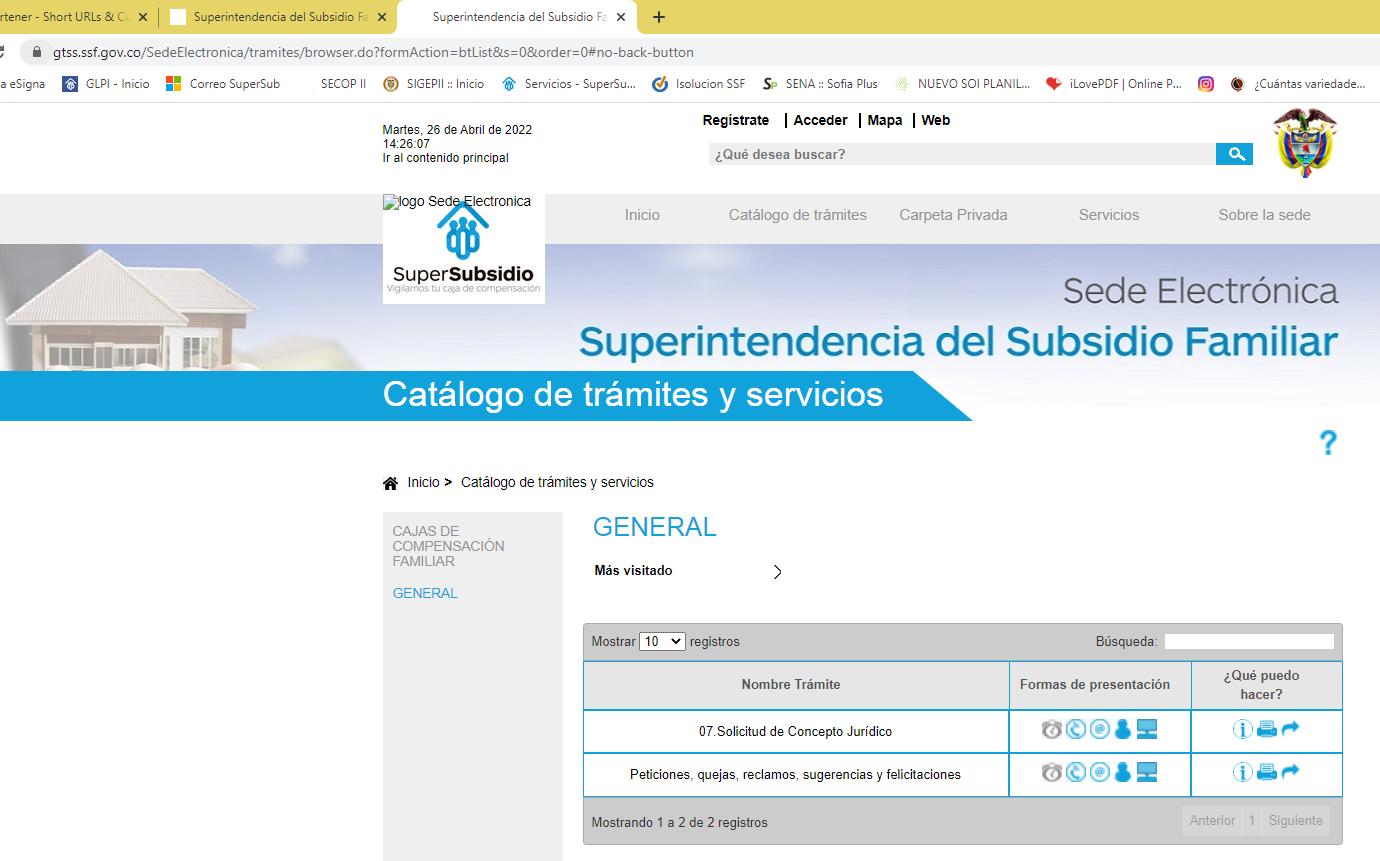 rtener - Short URLs & Cu
Superintendencia del Subsidio Fa
Superintendencia del Subsidio Fa
gtss.ssf.gov.co/SedeElectronica/tramites/browser.do?formAction=btList&s=0&order=0#no-back-button
a eSigna
GLPI - Inicio
Correo SuperSub
SECOP II
SIGEPII :: Inicio
Servicios - SuperSu...
Isolucion SSF
SENA :: Sofia Plus
NUEVO SOI PLANIL...
iLovePDF | Online P...
¿Cuántas variedade...
Martes, 26 de Abril de 2022
14:26:07
Ir al contenido principal
Regístrate | Acceder | Mapa | Web
¿Qué desea buscar?
logo Sede Electronica
SuperSubsidio
Vigilamos tu caja de compensación
Inicio
Catálogo de trámites
Carpeta Privada
Servicios
Sobre la sede
Sede Electrónica
Superintendencia del Subsidio Familiar
Catálogo de trámites y servicios
?
Inicio > Catálogo de trámites y servicios
CAJAS DE
COMPENSACIÓN
FAMILIAR
GENERAL
GENERAL
Más visitado
Mostrar 10 registros
Búsqueda:
Nombre Trámite
Formas de presentación
¿Qué puedo
hacer?
07.Solicitud de Concepto Jurídico
Peticiones, quejas, reclamos, sugerencias y felicitaciones
Mostrando 1 a 2 de 2 registros
Anterior 1 Siguiente